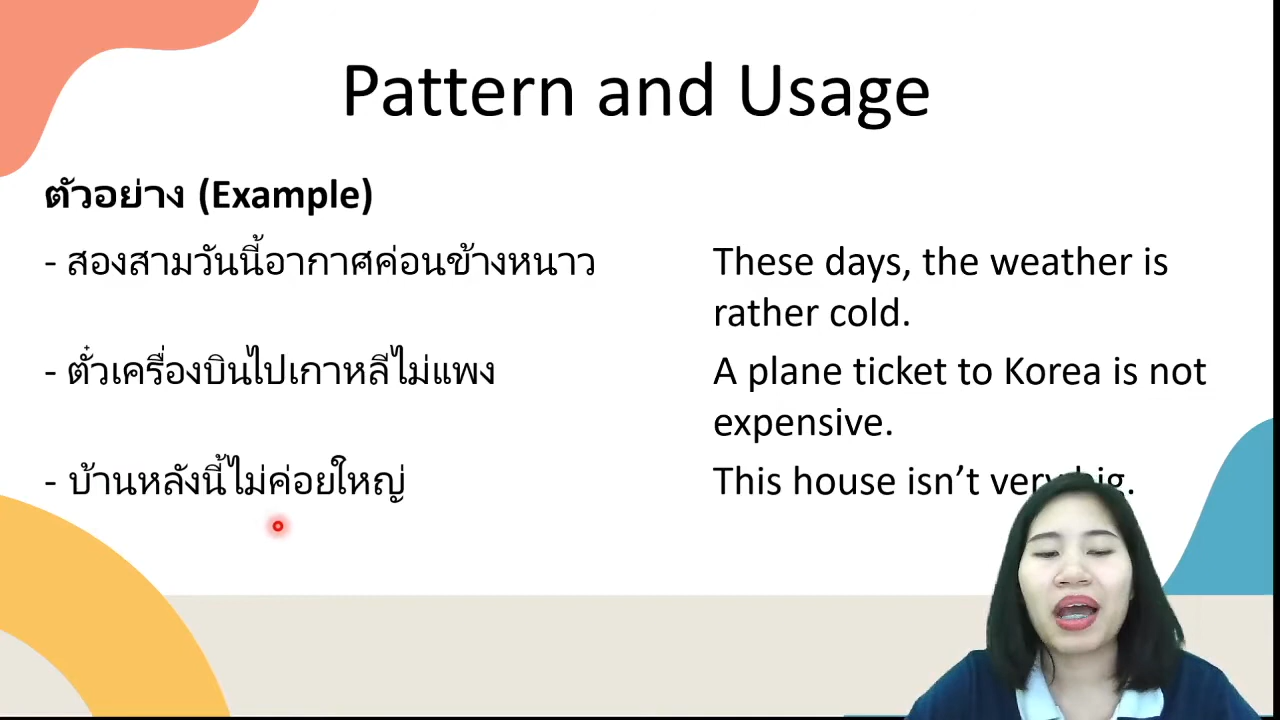 Pattern and Usage
ตัวอย่าง (Example)
- สองสามวันนี้อากาศค่อนข้างหนาว
These days, the weather is
rather cold.
- ตั๋วเครื่องบินไปเกาหลีไม่แพง
A plane ticket to Korea is not
expensive.
- บ้านหลังนี้ไม่ค่อยใหญ่
This house isn’t very big.